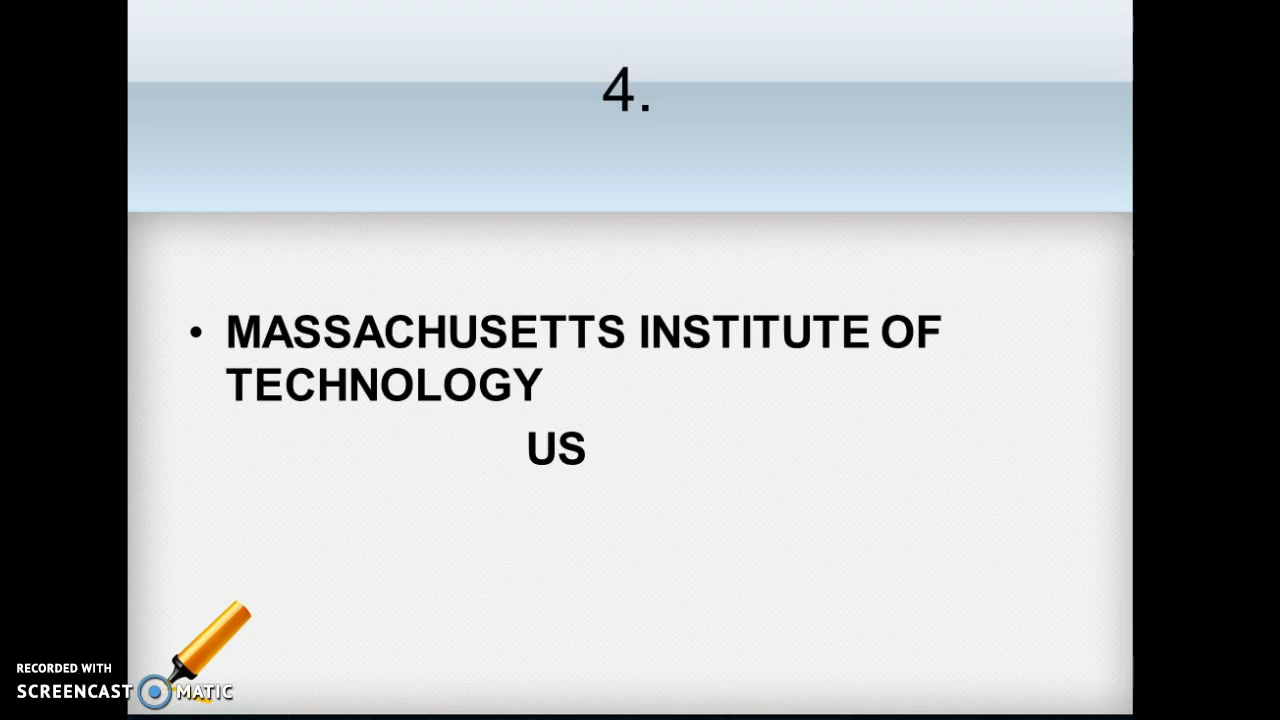 4.
• MASSACHUSETTS INSTITUTE OF
TECHNOLOGY
US
RECORDED WITH
SCREENCAST MATIC